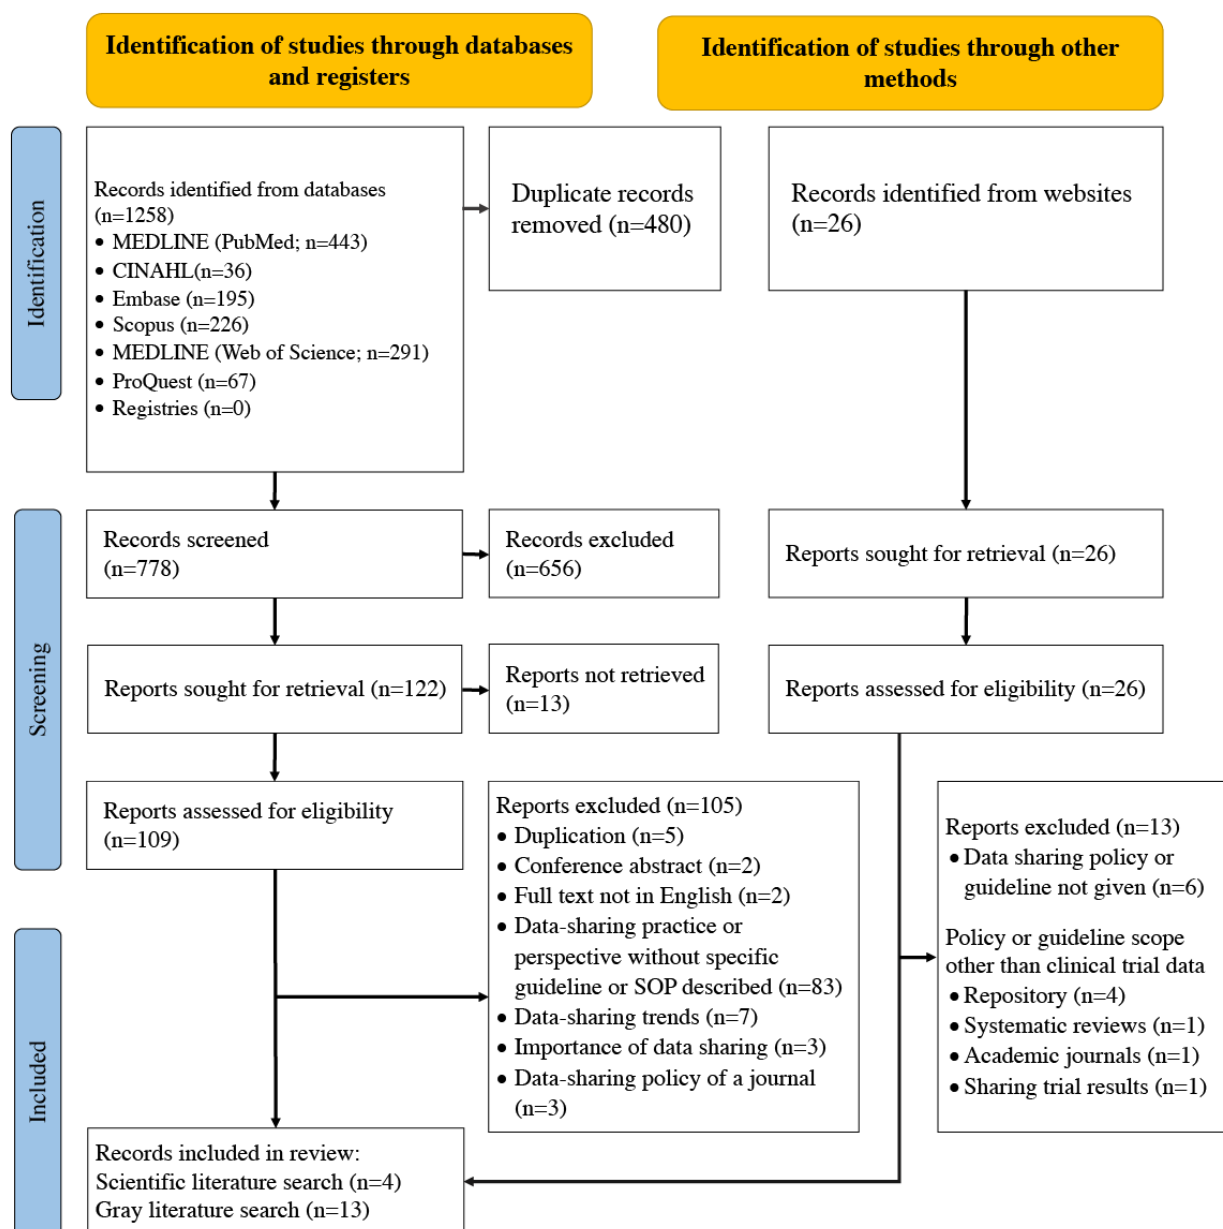 Identification of studies through databases
and registers
Identification of studies through other
methods
Identification
Records identified from databases
(n=1258)
• MEDLINE (PubMed; n=443)
• CINAHL(n=36)
• Embase (n=195)
• Scopus (n=226)
• MEDLINE (Web of Science; n=291)
• ProQuest (n=67)
• Registries (n=0)
Duplicate records
removed (n=480)
Records identified from websites
(n=26)
Screening
Records screened
(n=778)
Records excluded
(n=656)
Reports sought for retrieval (n=26)
Reports sought for retrieval (n=122)
Reports not retrieved
(n=13)
Reports assessed for eligibility (n=26)
Reports assessed for eligibility
(n=109)
Reports excluded (n=105)
• Duplication (n=5)
• Conference abstract (n=2)
• Full text not in English (n=2)
• Data-sharing practice or
perspective without specific
guideline or SOP described (n=83)
• Data-sharing trends (n=7)
• Importance of data sharing (n=3)
• Data-sharing policy of a journal
(n=3)
Reports excluded (n=13)
• Data sharing policy or
guideline not given (n=6)
Policy or guideline scope
other than clinical trial data
• Repository (n=4)
• Systematic reviews (n=1)
• Academic journals (n=1)
• Sharing trial results (n=1)
Included
Records included in review:
Scientific literature search (n=4)
Gray literature search (n=13)